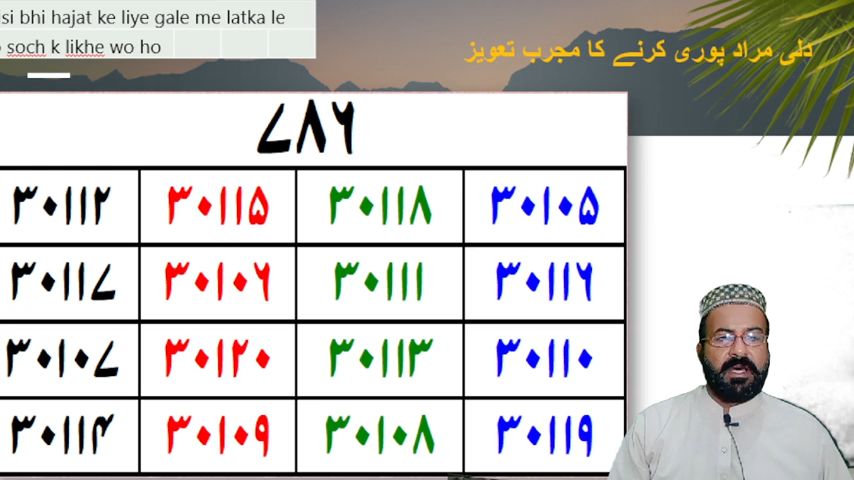 si bhi hajat ke liye gale me latka le
soch k likhe wo ho
دلی مراد پوری کرنے کا مجرب تعویز
۷۸۶
۳۰۱۱۲ ۳۰۱۱۵ ۳۰۱۱۸ ۳۰۱۰۵
۳۰۱۱۷ ۳۰۱۰۶ ۳۰۱۱۱ ۳۰۱۱۶
۳۰۱۰۷ ۳۰۱۲۰ ۳۰۱۱۳ ۳۰۱۱۰
۳۰۱۱۴ ۳۰۱۰۹ ۳۰۱۰۸ ۳۰۱۱۹